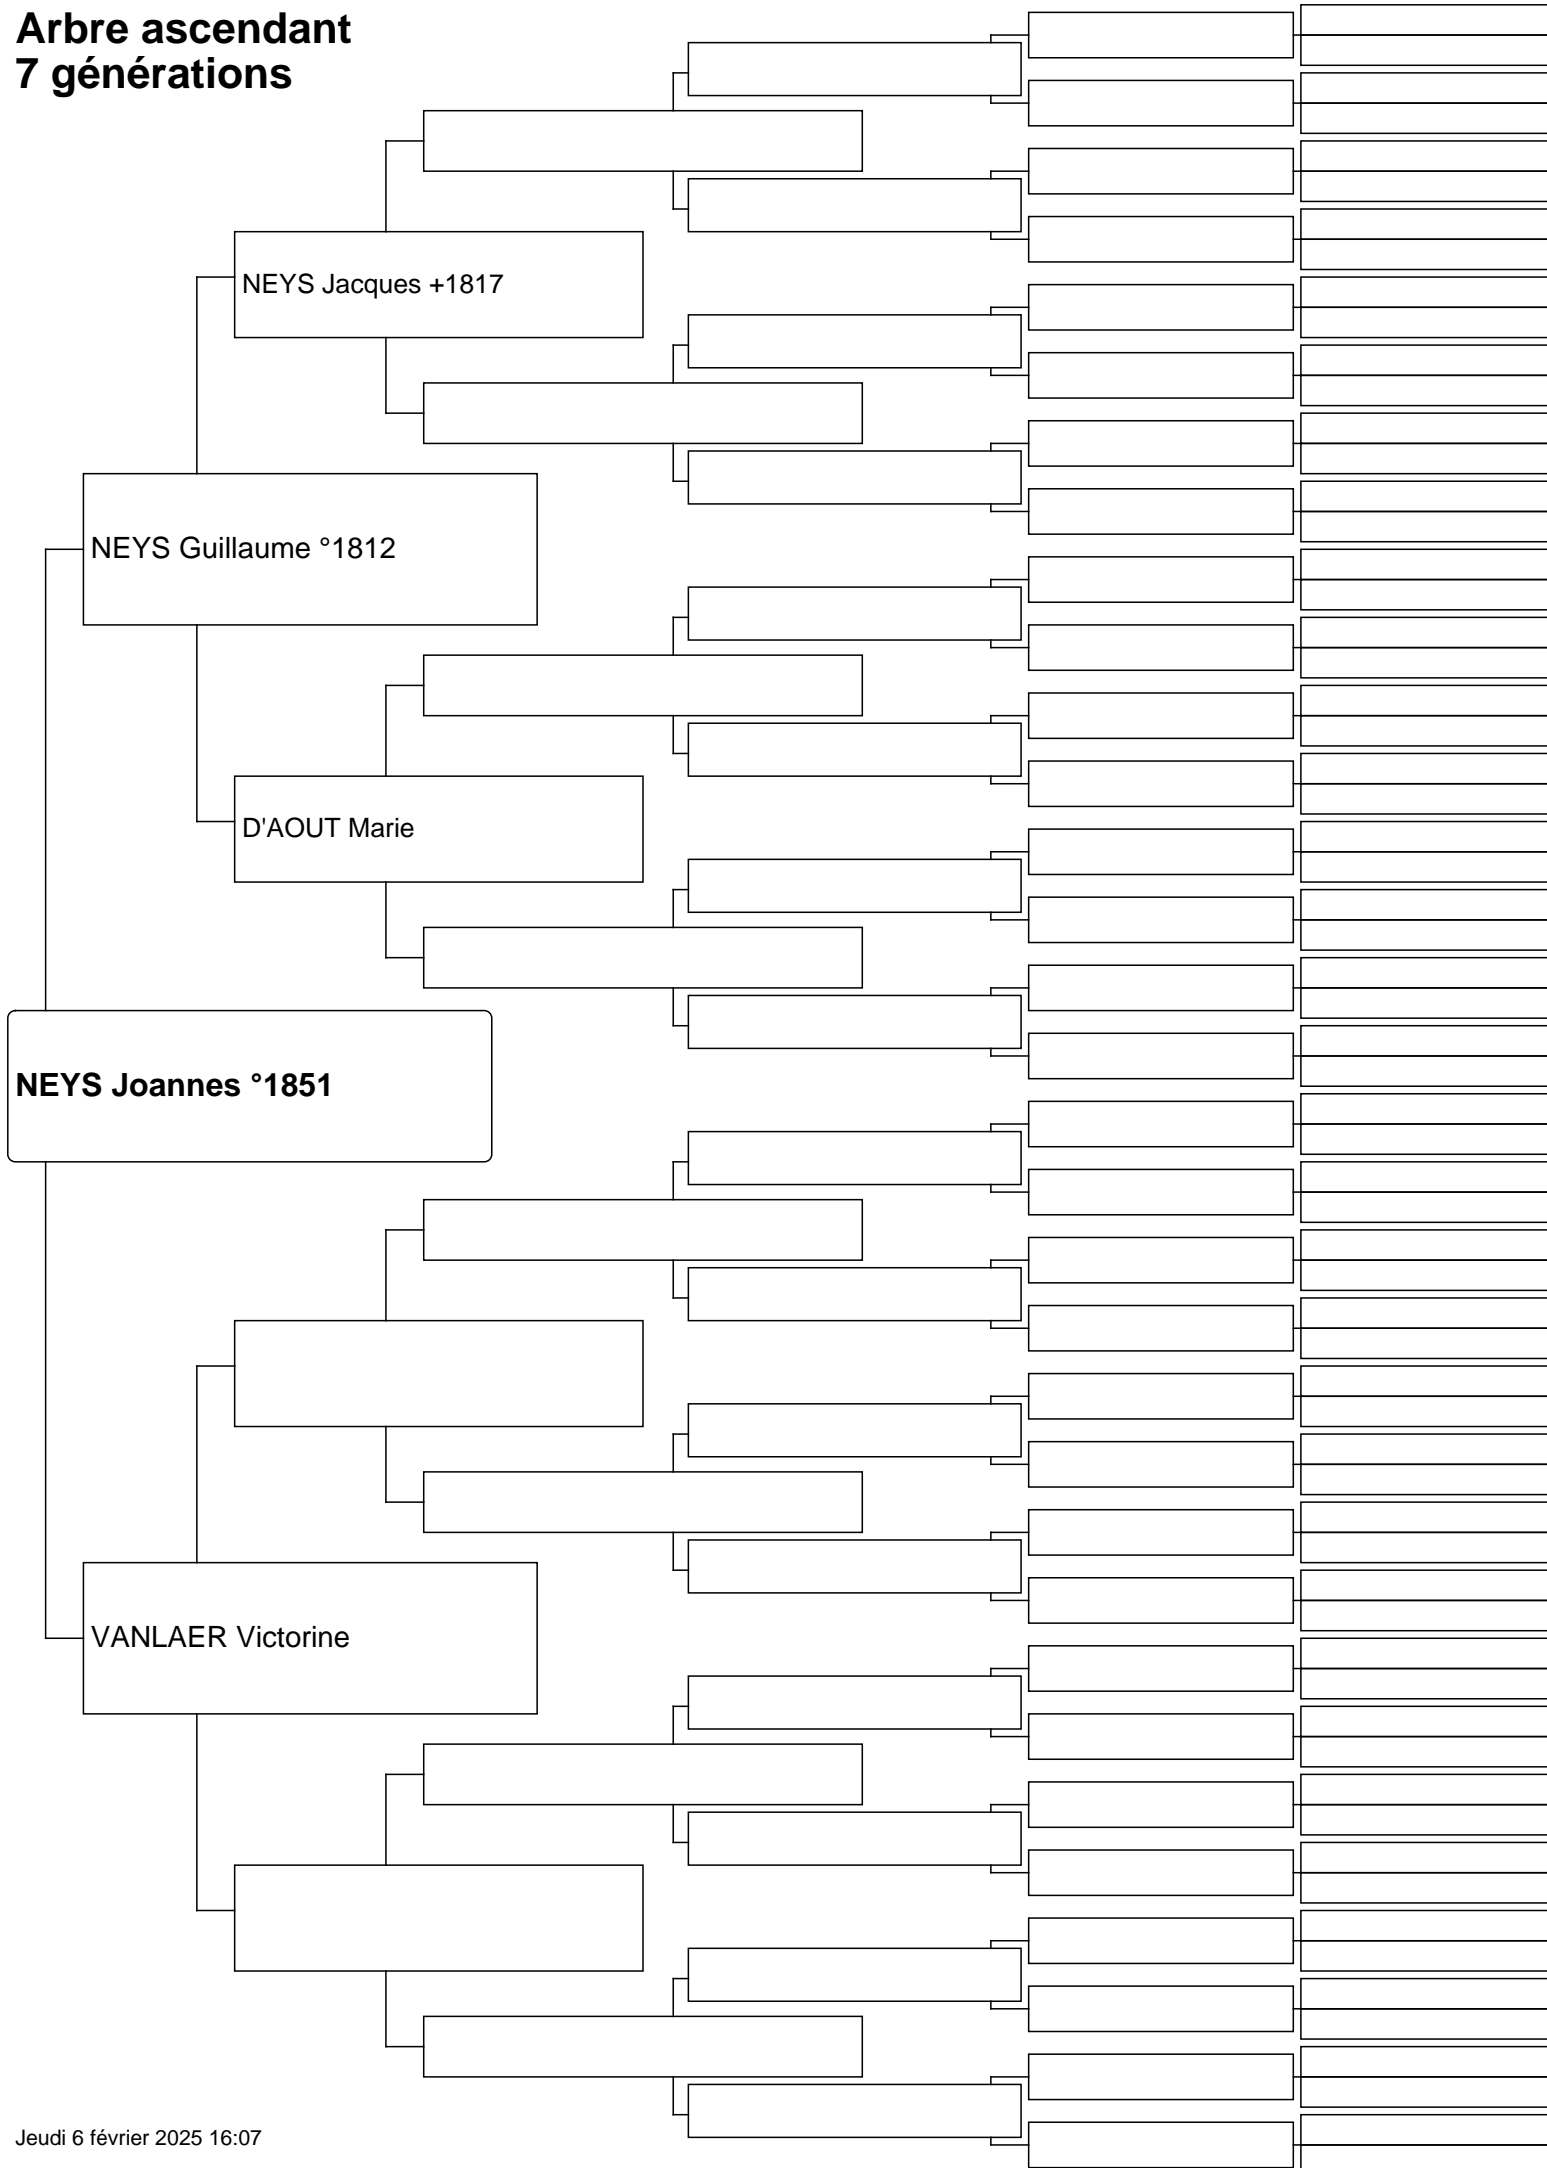 Arbre ascendant
7 générations
NEYS Jacques +1817
NEYS Guillaume °1812
D'AOUT Marie
NEYS Joannes °1851
VANLAER Victorine
Jeudi 6 février 2025 16:07